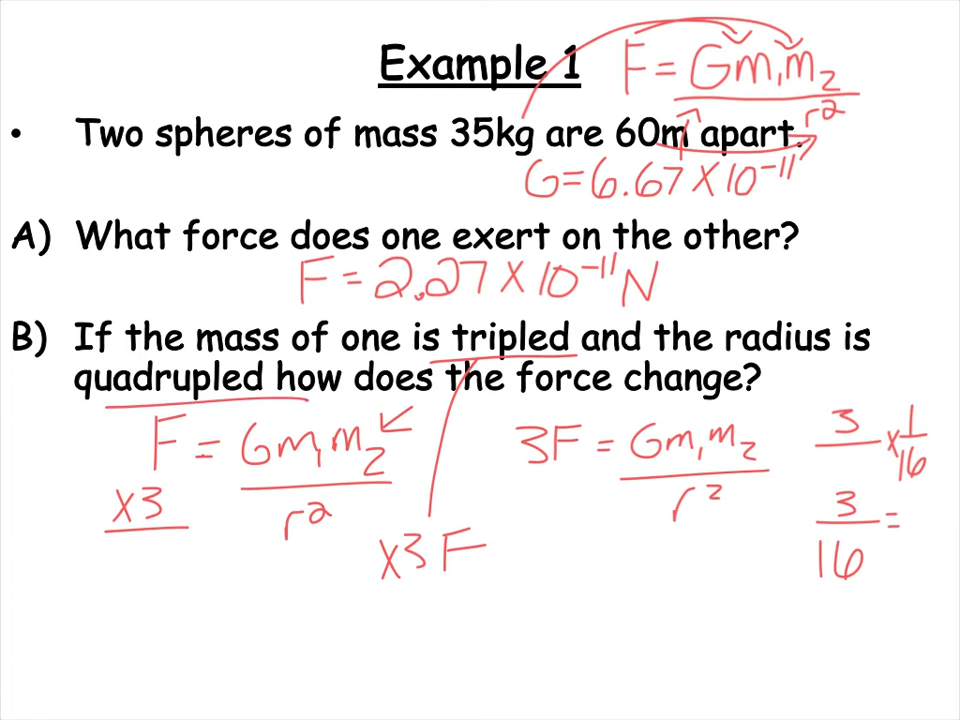 Example 1
F = Gm₁m₂
r²
• Two spheres of mass 35kg are 60m apart.
G = 6.67 × 10⁻¹¹
A) What force does one exert on the other?
F = 2.27 × 10⁻¹¹ N
B) If the mass of one is tripled and the radius is
quadrupled how does the force change?
F = Gm₁m₂
r²
x3
x3 F
3F = Gm₁m₂
r²
3 × 1
16
3 =
16